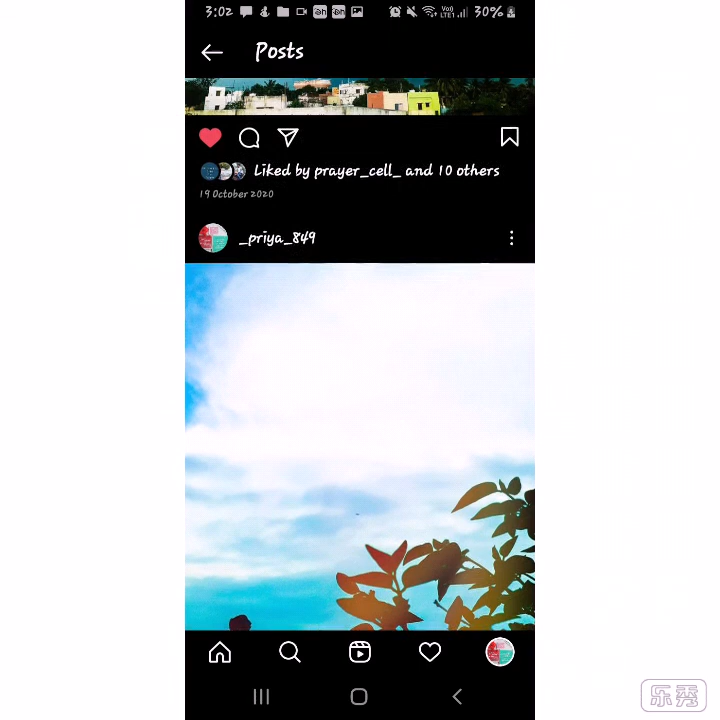 3:02 30%
Posts
Liked by prayer_cell_ and 10 others
19 October 2020
_priya_849
乐秀